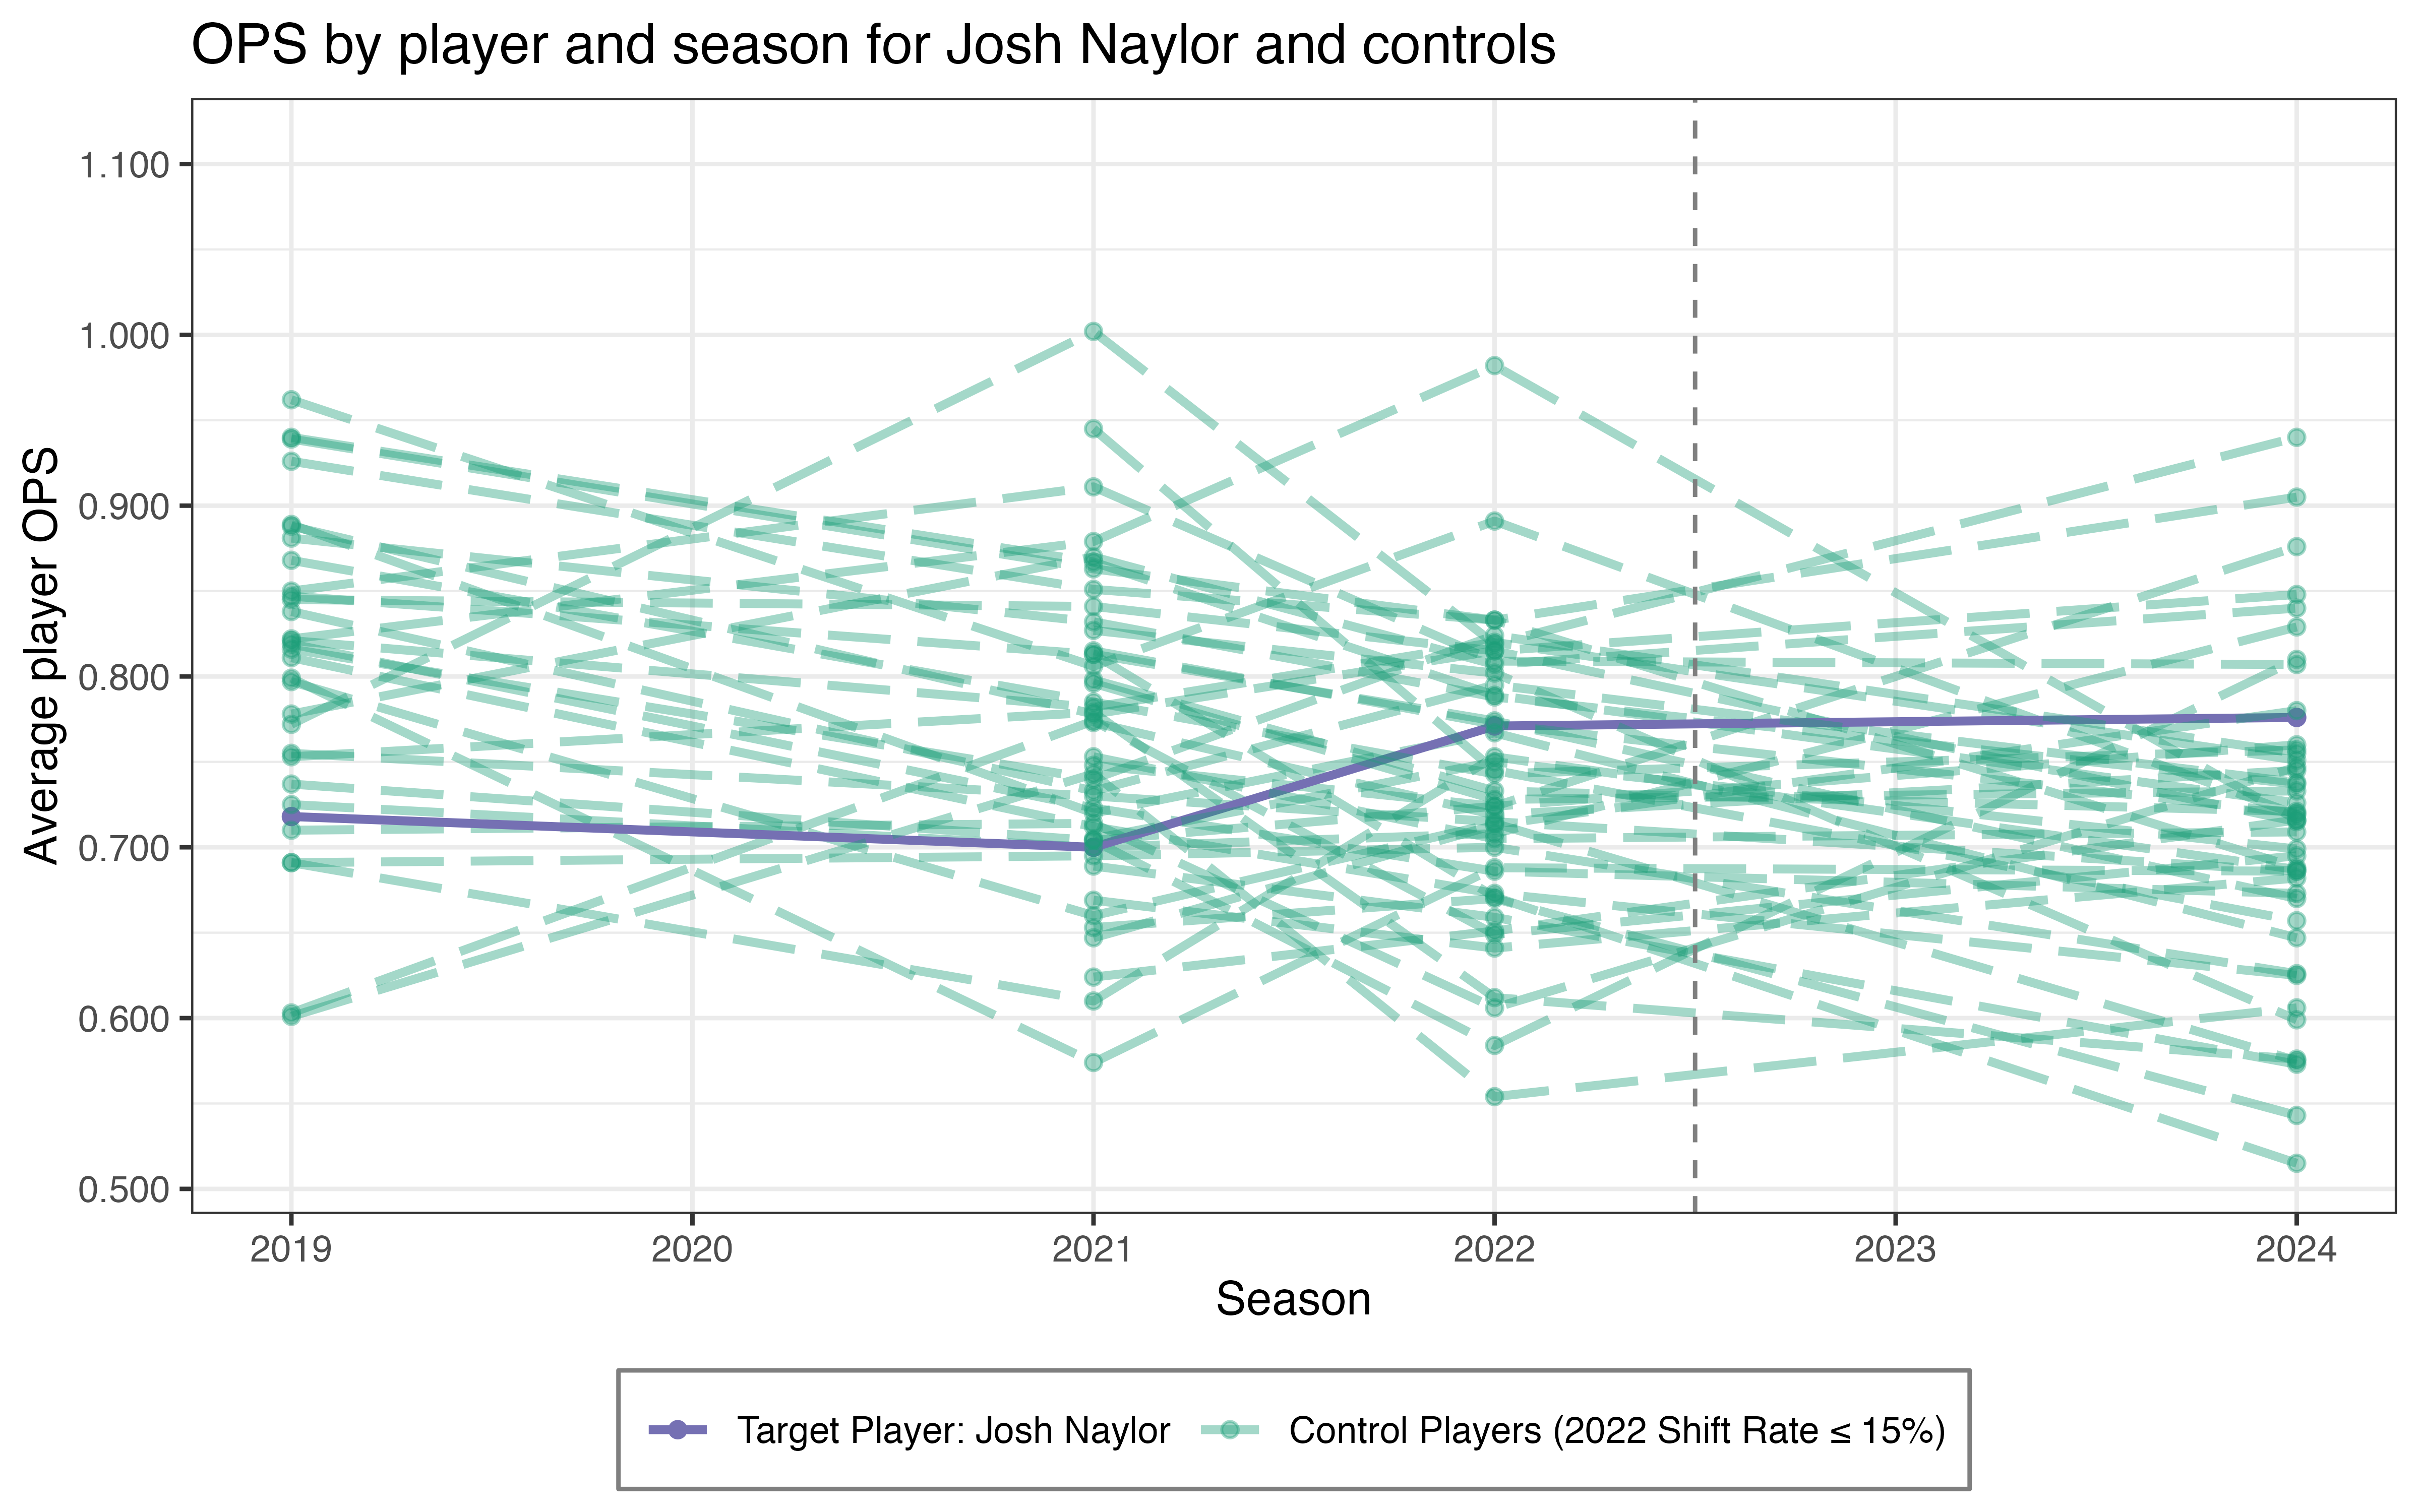 OPS by player and season for Josh Naylor and controls
Average player OPS
1.100
1.000
0.900
0.800
0.700
0.600
0.500
2019 2020 2021 2022 2023 2024
Season
Target Player: Josh Naylor Control Players (2022 Shift Rate ≤ 15%)